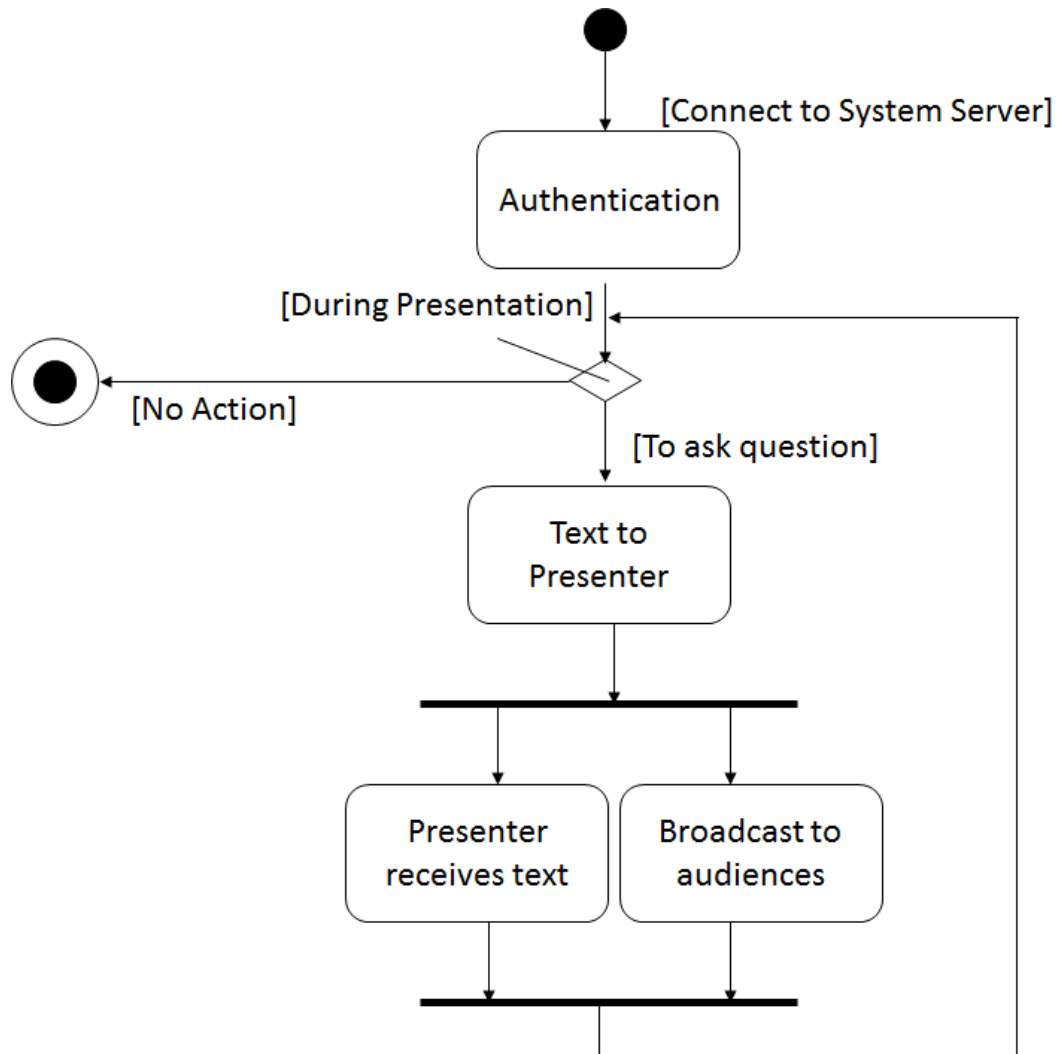 [Connect to System Server]
Authentication
[During Presentation]
[No Action]
[To ask question]
Text to
Presenter
Presenter
receives text
Broadcast to
audiences